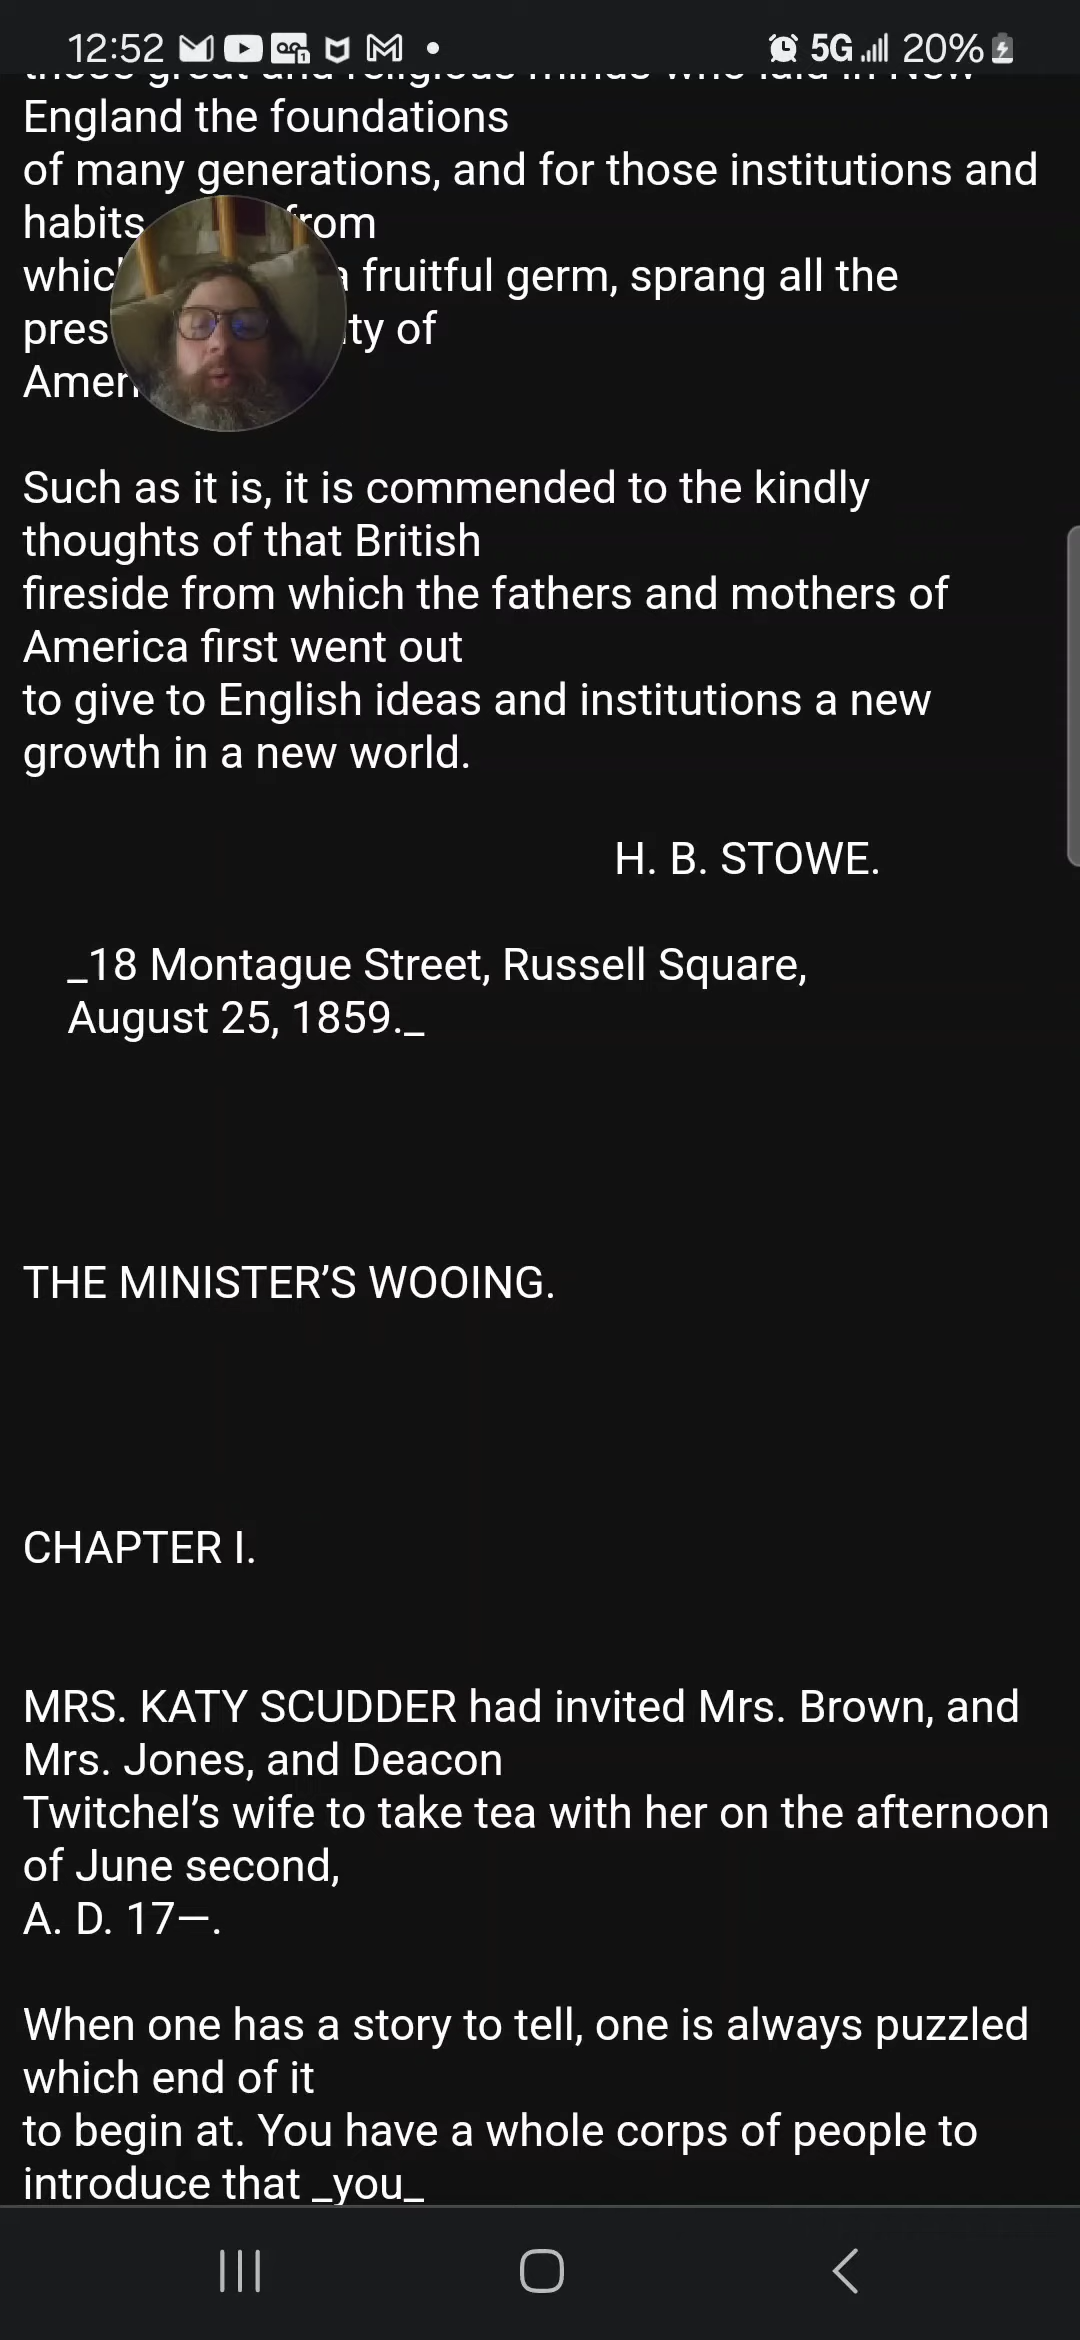 12:52 5G 20%
England the foundations
of many generations, and for those institutions and
habits from
which a fruitful germ, sprang all the
of
Such as it is, it is commended to the kindly
thoughts of that British
fireside from which the fathers and mothers of
America first went out
to give to English ideas and institutions a new
growth in a new world.
H. B. STOWE.
_18 Montague Street, Russell Square,
August 25, 1859._
THE MINISTER’S WOOING.
CHAPTER I.
MRS. KATY SCUDDER had invited Mrs. Brown, and
Mrs. Jones, and Deacon
Twitchel’s wife to take tea with her on the afternoon
of June second,
A. D. 17—.
When one has a story to tell, one is always puzzled
which end of it
to begin at. You have a whole corps of people to
introduce that _you_